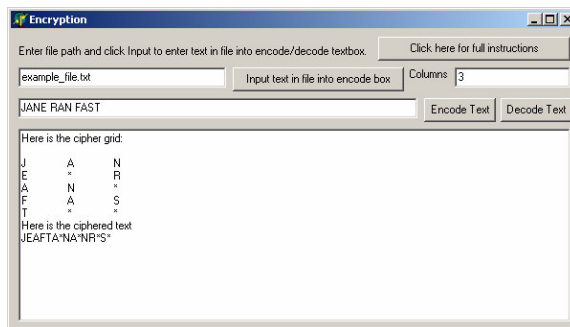 Encryption
Enter file path and click Input to enter text in file into encode/decode textbox.
Click here for full instructions
example_file.txt
Input text in file into encode box
Columns
3
JANE RAN FAST
Encode Text
Decode Text
Here is the cipher grid:
J A N
E * R
A N *
F A S
T * *
Here is the ciphered text
JEAFTA*NA*NR*S*